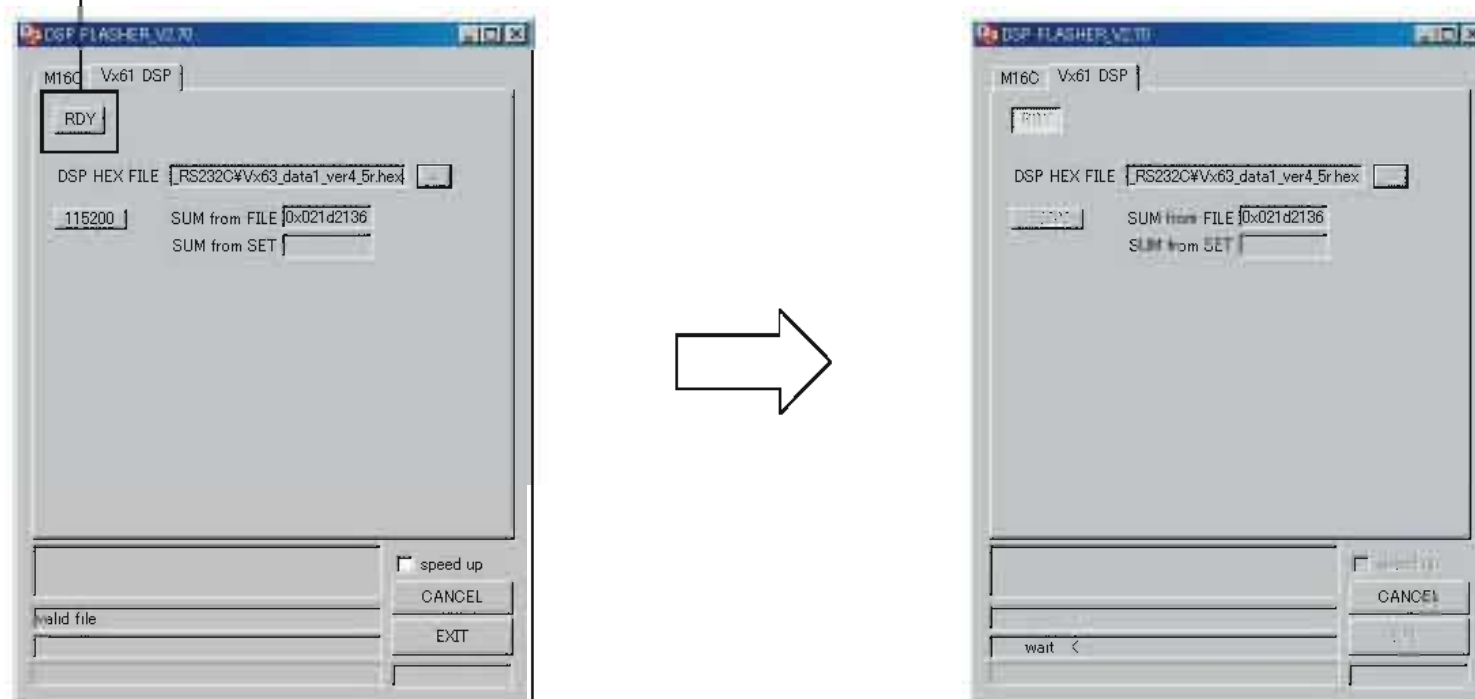 DSP FLASHER_V2.70
M16C Vx61 DSP
RDY
DSP HEX FILE _RS232C¥Vx63_data1_ver4_5r.hex ...
115200 SUM from FILE 0x021d2136
SUM from SET
speed up
CANCEL
valid file
EXIT
DSP FLASHER
M16C Vx61 DSP
DSP HEX FILE _RS232C¥Vx63_data1_ver4_5r.hex
SUM from FILE 0x021d2136
SUM from SET
CANCEL
wait <